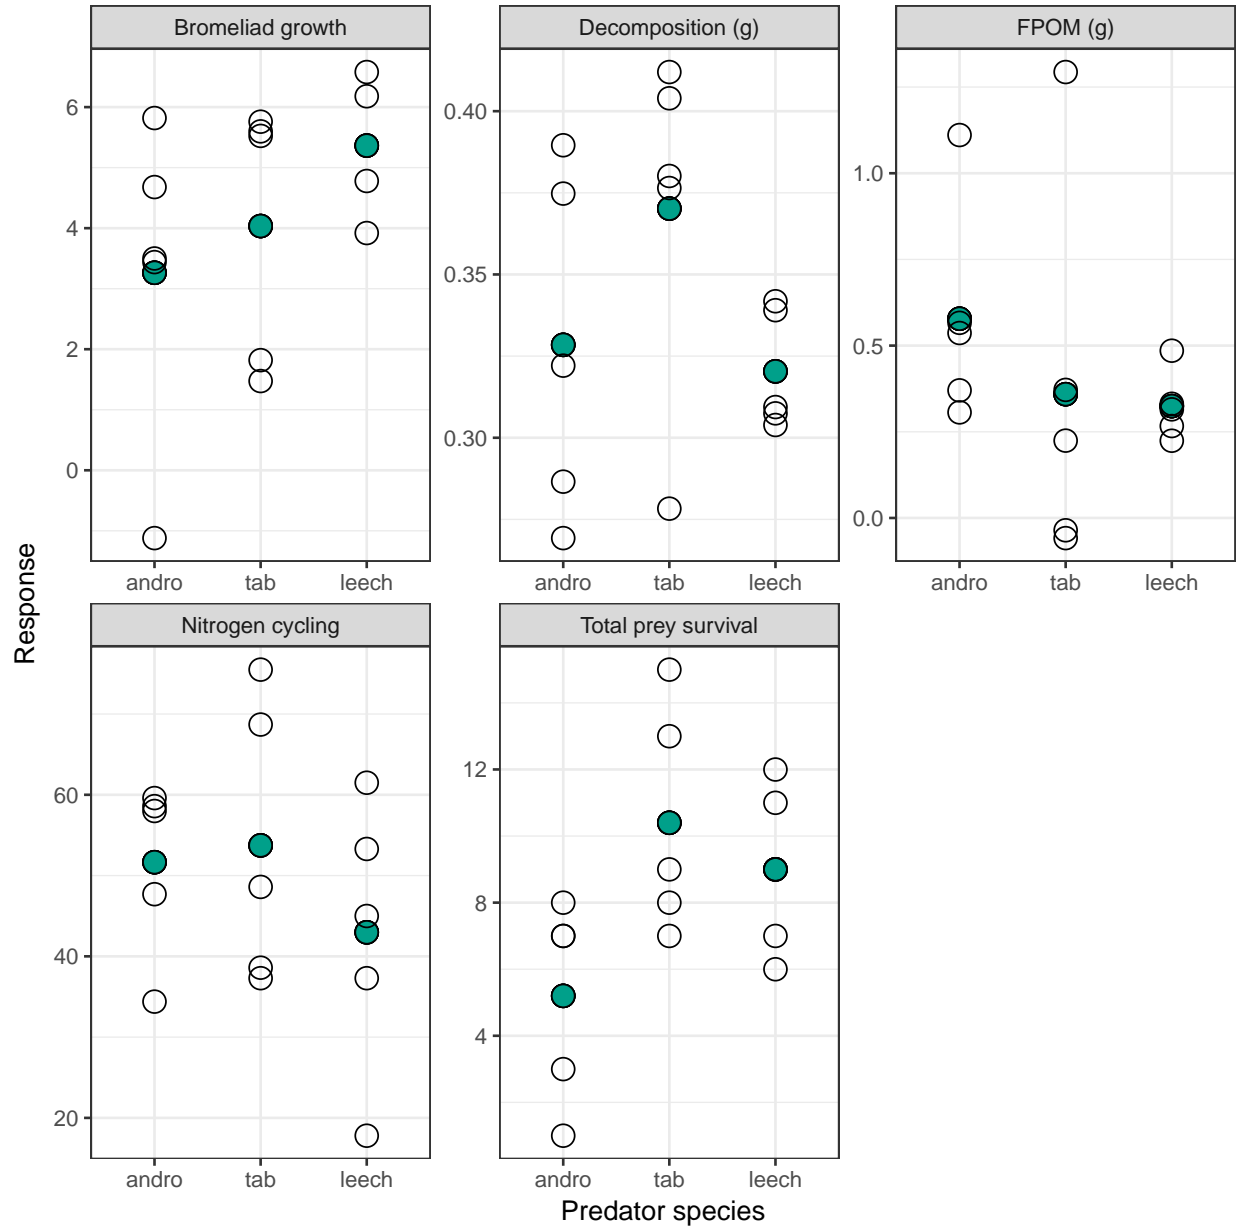 Bromeliad growth
Decomposition (g)
FPOM (g)
6
4
2
0
0.40
0.35
0.30
1.0
0.5
0.0
andro tab leech
andro tab leech
andro tab leech
Response
Nitrogen cycling
Total prey survival
60
40
20
12
8
4
andro tab leech
andro tab leech
Predator species